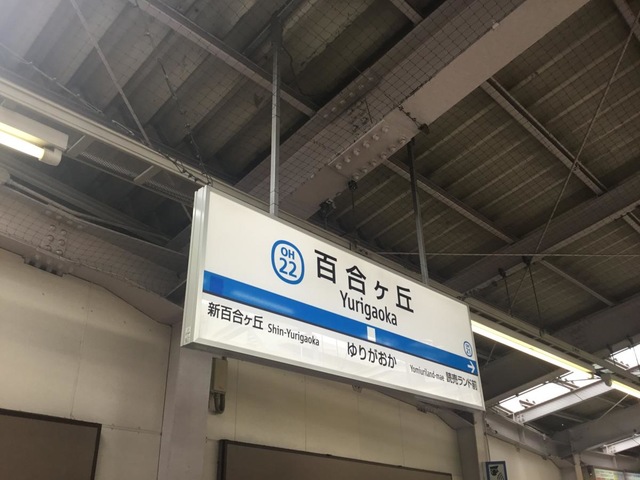 OH
22
百合ヶ丘
Yurigaoka
新百合ヶ丘 Shin-Yurigaoka
ゆりがおか
Yomiuriland-mae 読売ランド前